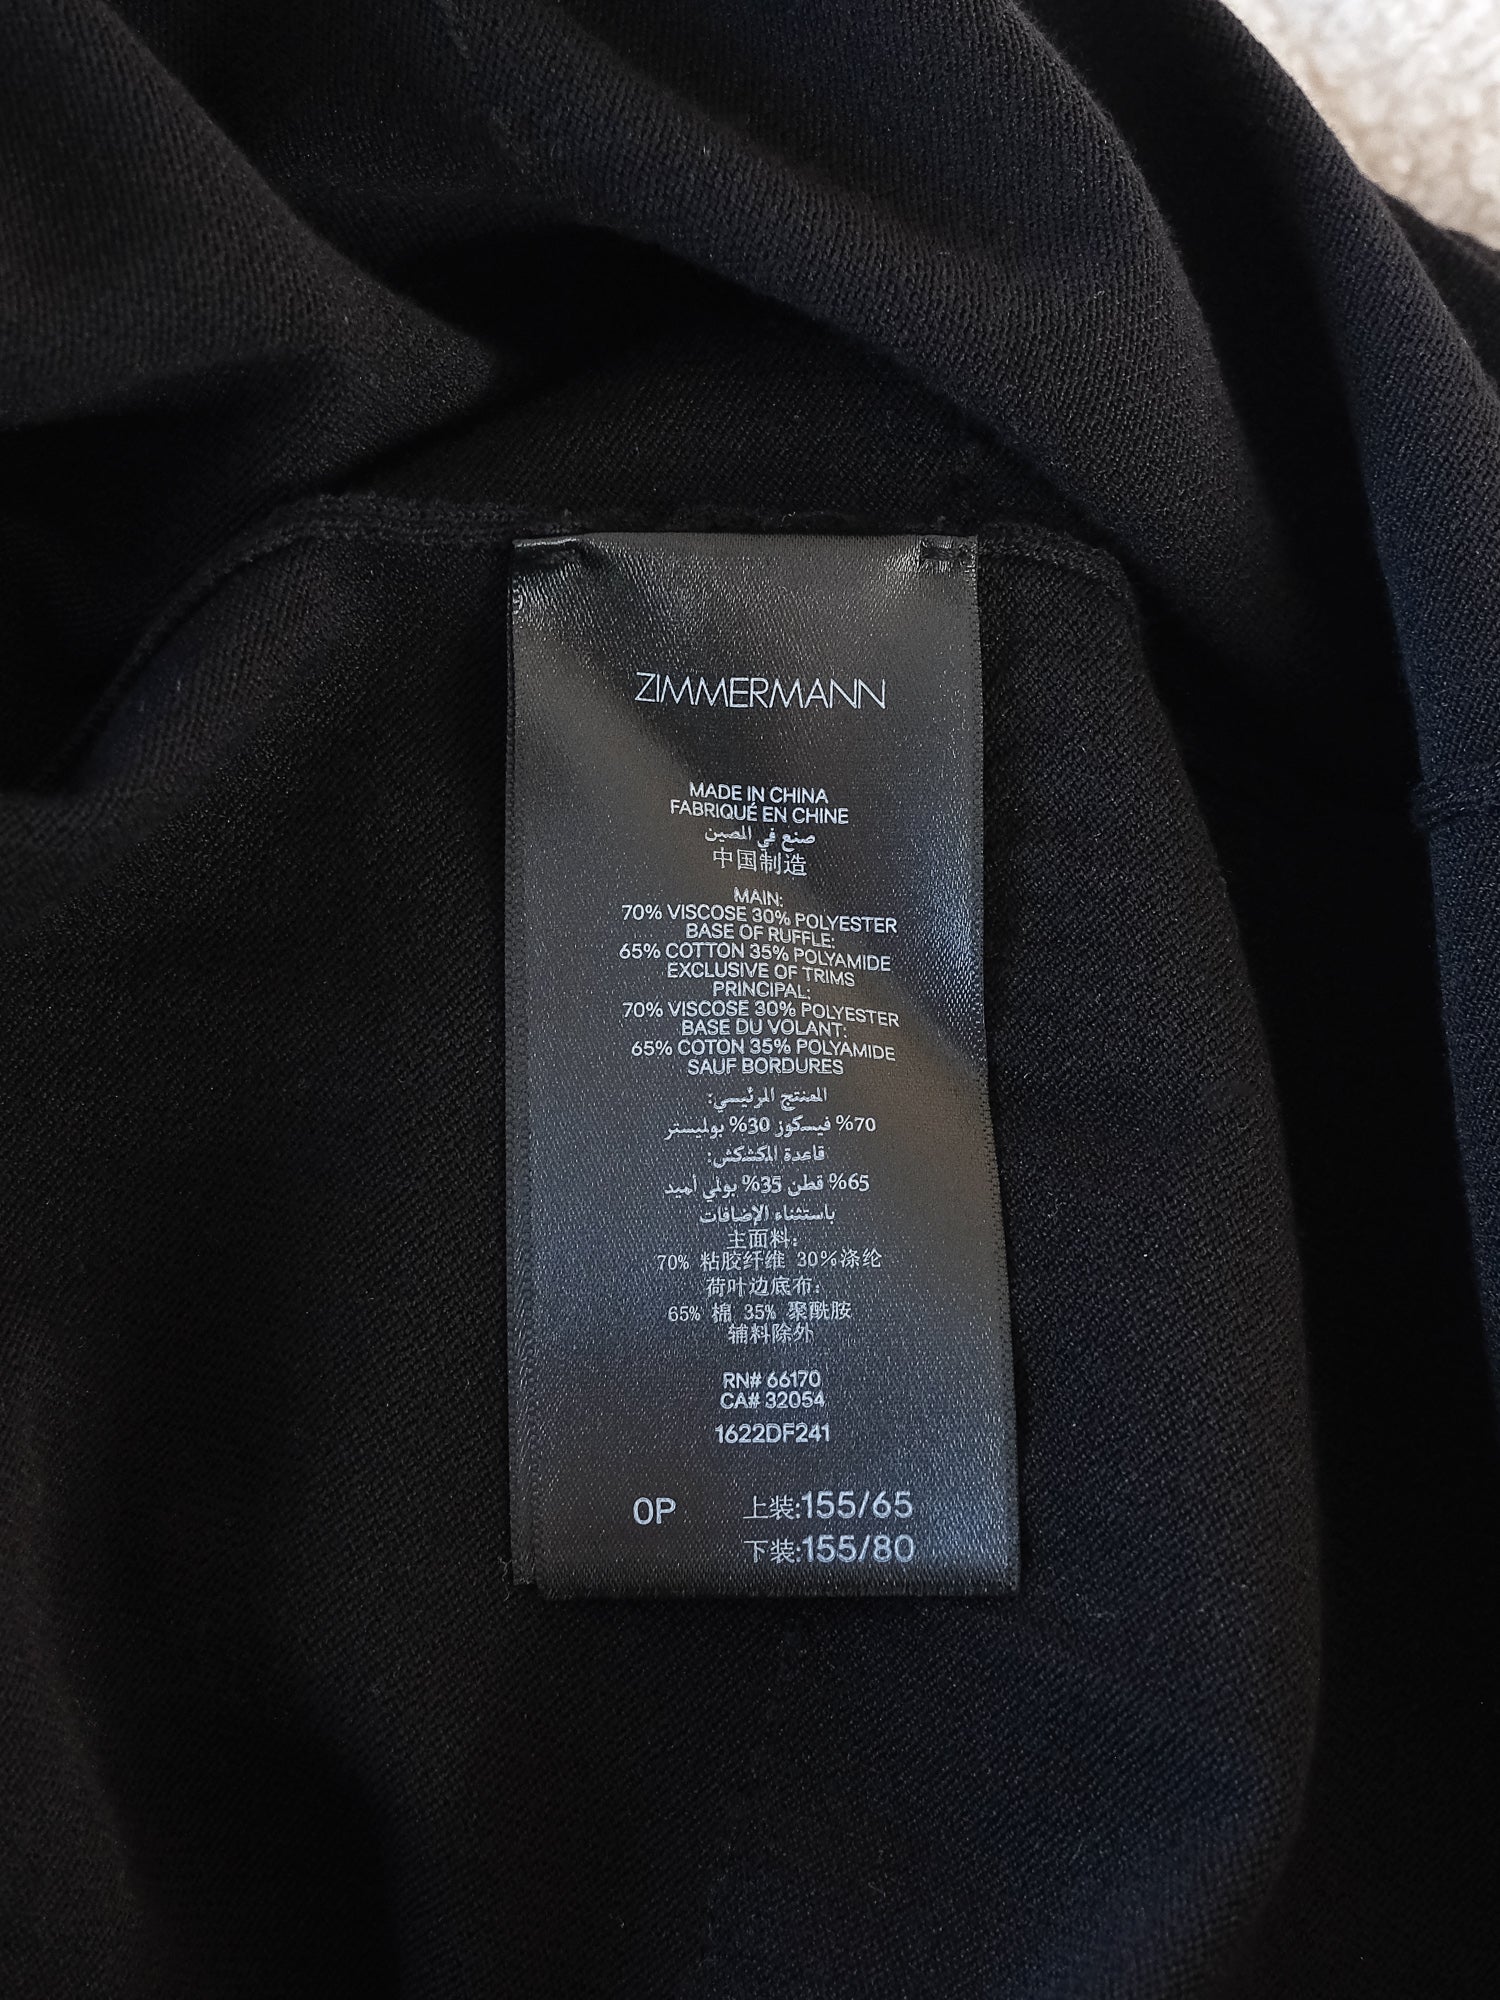 ZIMMERMANN
MADE IN CHINA
FABRIQUÉ EN CHINE
صنع في الصين
中国制造
MAIN:
70% VISCOSE 30% POLYESTER
BASE OF RUFFLE:
65% COTTON 35% POLYAMIDE
EXCLUSIVE OF TRIMS
PRINCIPAL:
70% VISCOSE 30% POLYESTER
BASE DU VOLANT:
65% COTON 35% POLYAMIDE
SAUF BORDURES
المنتج الرئيسي:
70% فيسكوز 30% بوليستر
قاعدة الكشكش:
65% قطن 35% بولي أميد
باستثناء الإضافات
主面料:
70% 粘胶纤维 30%涤纶
荷叶边底布:
65% 棉 35% 聚酰胺
辅料除外
RN# 66170
CA# 32054
1622DF241
0P 上装:155/65
下装:155/80